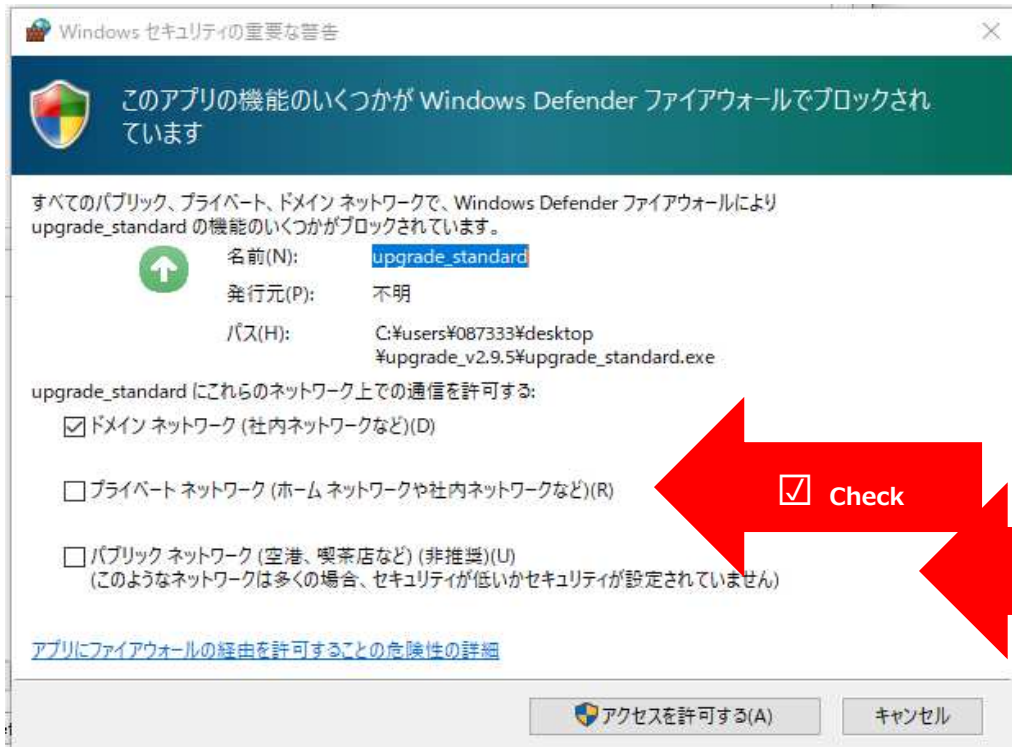 Windows セキュリティの重要な警告
このアプリの機能のいくつかが Windows Defender ファイアウォールでブロックされ
ています
すべてのパブリック、プライベート、ドメイン ネットワークで、Windows Defender ファイアウォールにより
upgrade_standard の機能のいくつかがブロックされています。
名前(N): upgrade_standard
発行元(P): 不明
パス(H): C:¥users¥087333¥desktop
¥upgrade_v2.9.5¥upgrade_standard.exe
upgrade_standard にこれらのネットワーク上での通信を許可する:
ドメイン ネットワーク (社内ネットワークなど)(D)
プライベート ネットワーク (ホーム ネットワークや社内ネットワークなど)(R)
☑ Check
パブリック ネットワーク (空港、喫茶店など) (非推奨)(U)
(このようなネットワークは多くの場合、セキュリティが低いかセキュリティが設定されていません)
アプリにファイアウォールの経由を許可することの危険性の詳細
アクセスを許可する(A) キャンセル